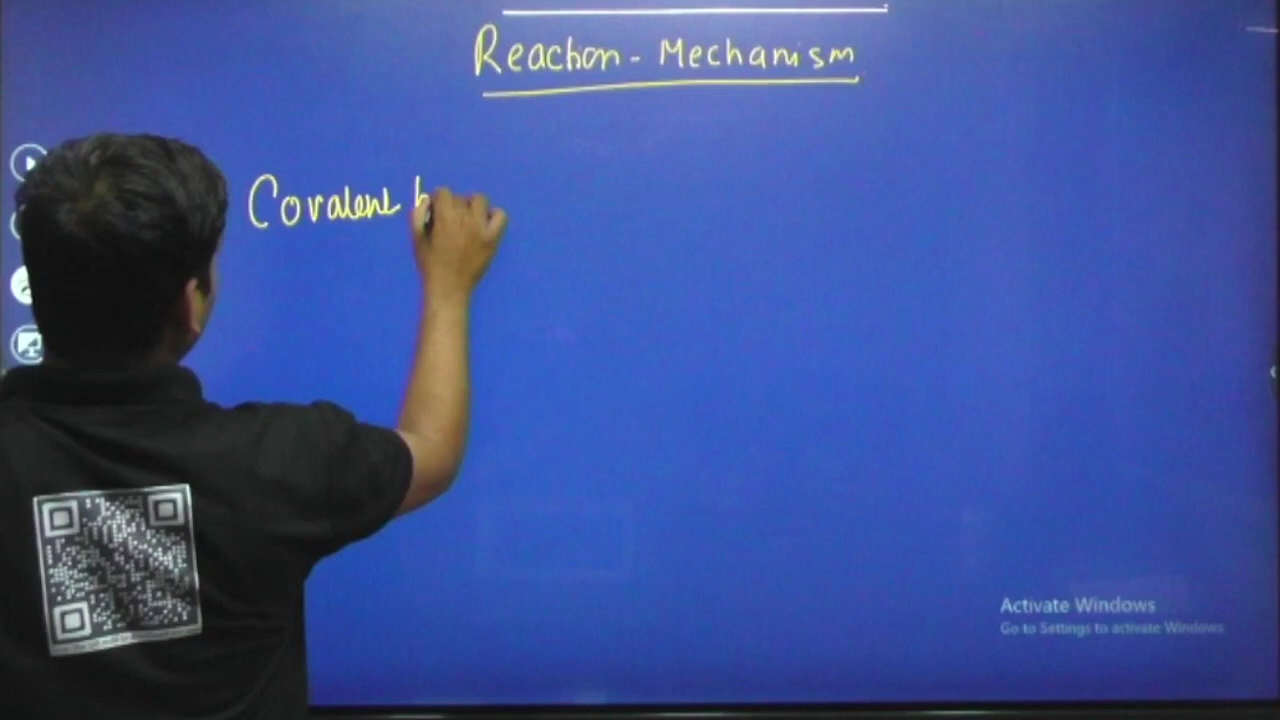 Reaction - Mechanism
Covalent b
Activate Windows
Go to Settings to activate Windows.